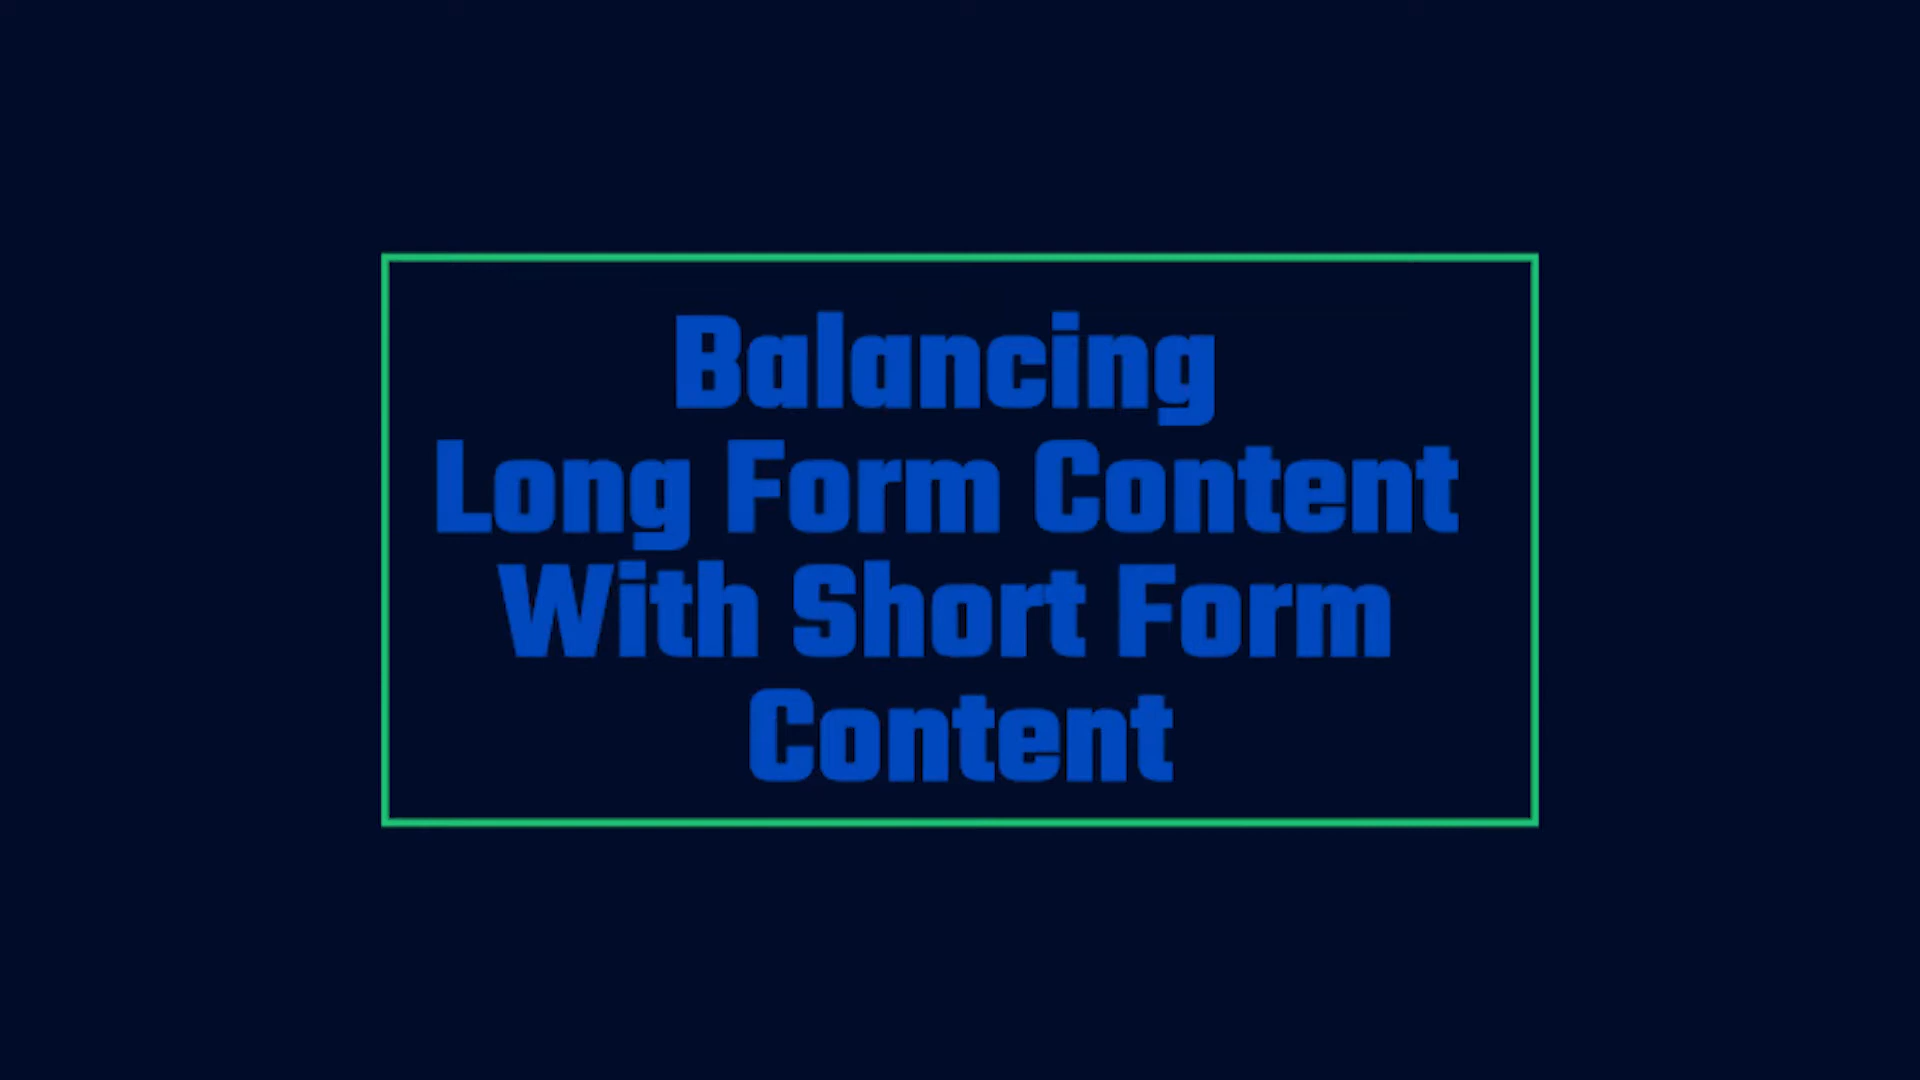 Balancing
Long Form Content
With Short Form
Content